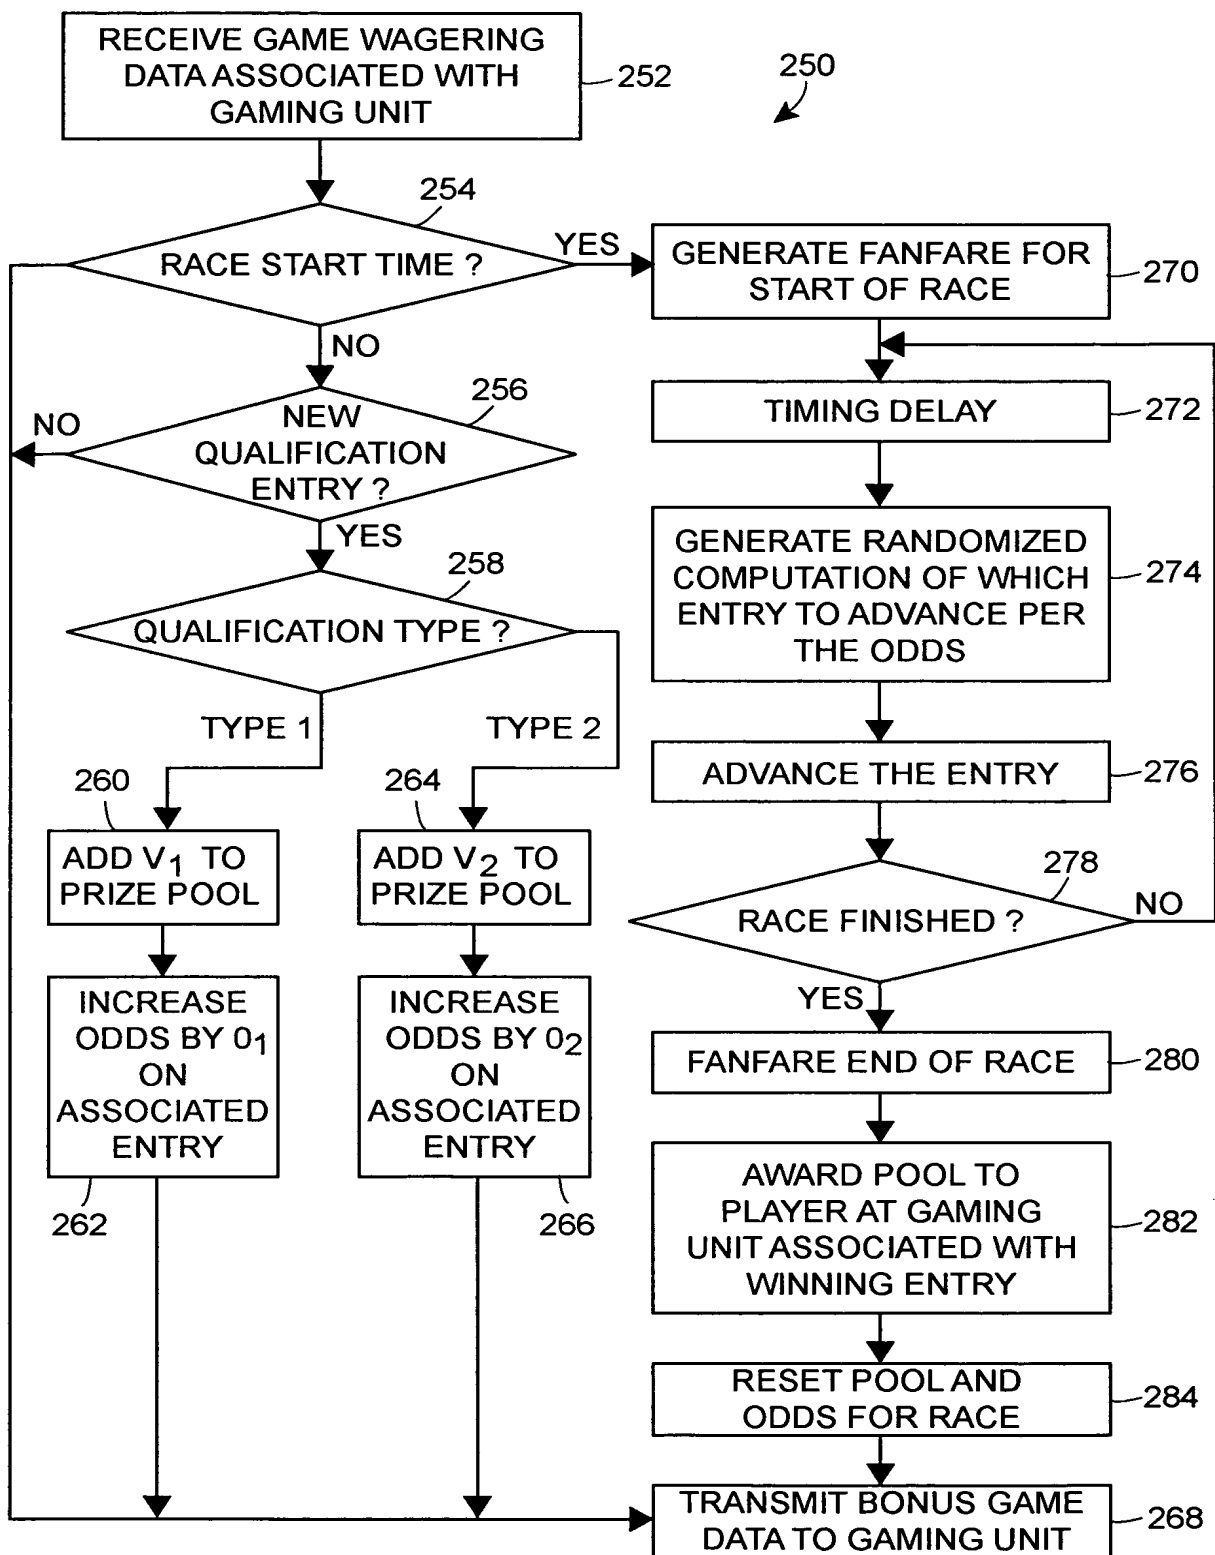 RECEIVE GAME WAGERING
DATA ASSOCIATED WITH
GAMING UNIT
252
250
254
RACE START TIME ?
YES
GENERATE FANFARE FOR
START OF RACE
270
NO
256
NEW
QUALIFICATION
ENTRY ?
NO
TIMING DELAY
272
YES
258
QUALIFICATION TYPE ?
GENERATE RANDOMIZED
COMPUTATION OF WHICH
ENTRY TO ADVANCE PER
THE ODDS
274
TYPE 1
TYPE 2
ADVANCE THE ENTRY
276
260
ADD V1 TO
PRIZE POOL
264
ADD V2 TO
PRIZE POOL
278
RACE FINISHED ?
NO
YES
INCREASE
ODDS BY 01
ON
ASSOCIATED
ENTRY
262
INCREASE
ODDS BY 02
ON
ASSOCIATED
ENTRY
266
FANFARE END OF RACE
280
AWARD POOL TO
PLAYER AT GAMING
UNIT ASSOCIATED WITH
WINNING ENTRY
282
RESET POOL AND
ODDS FOR RACE
284
TRANSMIT BONUS GAME
DATA TO GAMING UNIT
268